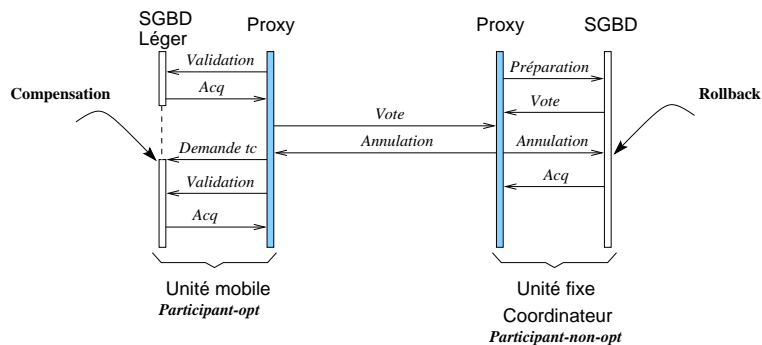 SGBD
Léger
Proxy
Proxy
SGBD
Validation
Préparation
Acq
Compensation
Vote
Vote
Rollback
Annulation
Annulation
Demande tc
Validation
Acq
Acq
Unité mobile
Participant-opt
Unité fixe
Coordinateur
Participant-non-opt